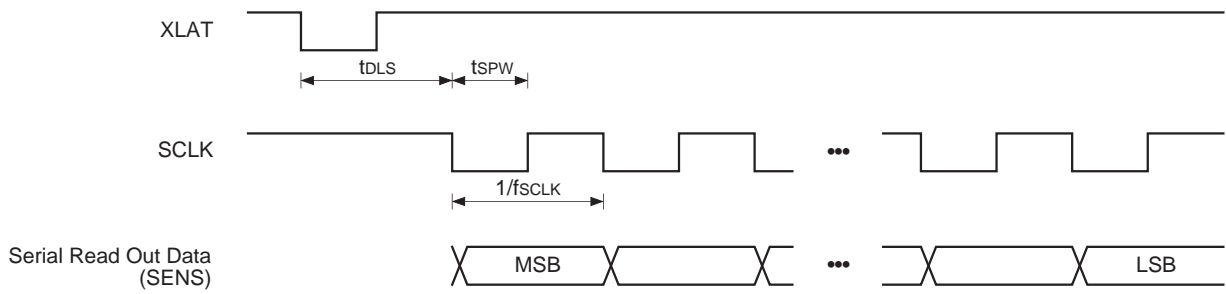 XLAT
tDLS
tSPW
SCLK
•••
1/fSCLK
Serial Read Out Data
(SENS)
MSB
•••
LSB